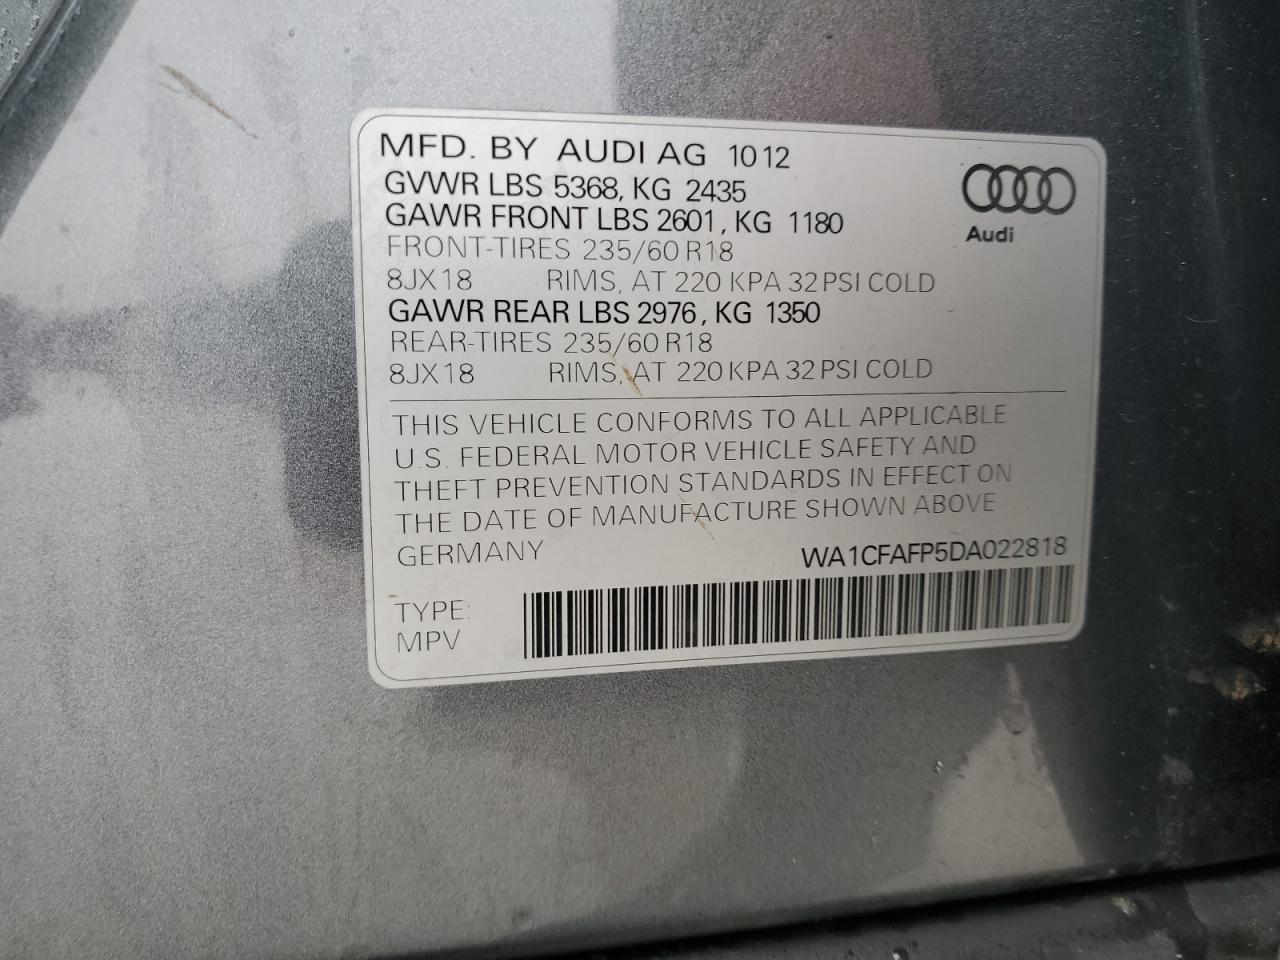 MFD. BY AUDI AG 10 12
GVWR LBS 5368, KG 2435
GAWR FRONT LBS 2601, KG 1180
FRONT-TIRES 235/60 R18
8JX18 RIMS, AT 220 KPA 32 PSI COLD
GAWR REAR LBS 2976, KG 1350
REAR-TIRES 235/60 R18
8JX18 RIMS, AT 220 KPA 32 PSI COLD
Audi
THIS VEHICLE CONFORMS TO ALL APPLICABLE
U.S. FEDERAL MOTOR VEHICLE SAFETY AND
THEFT PREVENTION STANDARDS IN EFFECT ON
THE DATE OF MANUFACTURE SHOWN ABOVE
GERMANY WA1CFAFP5DA022818
TYPE:
MPV